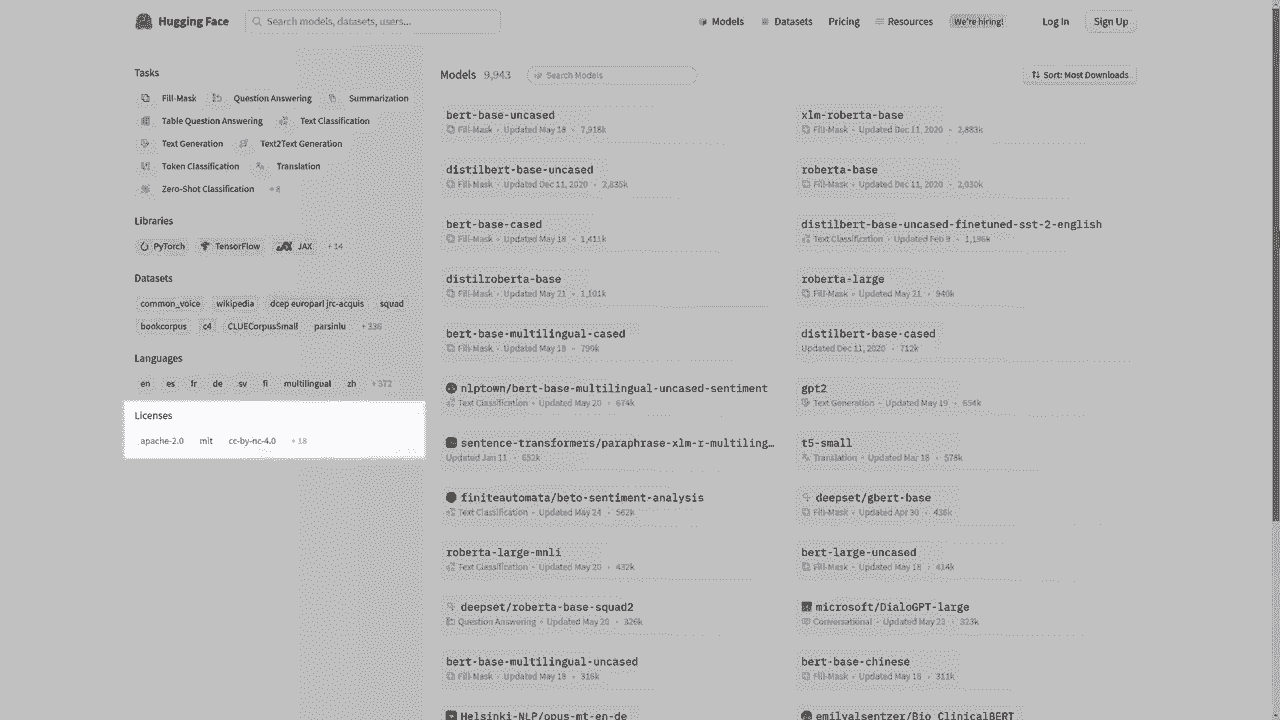 Hugging Face
Search models, datasets, users...
Models
Datasets
Pricing
Resources
We're hiring!
Log In
Sign Up
Tasks
Fill-Mask Question Answering Summarization
Table Question Answering Text Classification
Text Generation Text2Text Generation
Token Classification Translation
Zero-Shot Classification + 8
Libraries
PyTorch TensorFlow JAX + 14
Datasets
common_voice wikipedia dcep europarl jrc-acquis squad
bookcorpus c4 CLUECorpusSmall parsinlu + 336
Languages
en es fr de sv fi multilingual zh + 372
Licenses
apache-2.0 mit cc-by-nc-4.0 + 18
Models 9,943
Search Models
Sort: Most Downloads
bert-base-uncased
Fill-Mask • Updated May 18 • 7,918k
xlm-roberta-base
Fill-Mask • Updated Dec 11, 2020 • 2,883k
distilbert-base-uncased
Fill-Mask • Updated Dec 11, 2020 • 2,835k
roberta-base
Fill-Mask • Updated Dec 11, 2020 • 2,030k
bert-base-cased
Fill-Mask • Updated May 18 • 1,411k
distilbert-base-uncased-finetuned-sst-2-english
Text Classification • Updated Feb 9 • 1,196k
distilroberta-base
Fill-Mask • Updated May 21 • 1,101k
roberta-large
Fill-Mask • Updated May 21 • 940k
bert-base-multilingual-cased
Fill-Mask • Updated May 18 • 790k
distilbert-base-cased
Updated Dec 11, 2020 • 712k
nlptown/bert-base-multilingual-uncased-sentiment
Text Classification • Updated May 20 • 674k
gpt2
Text Generation • Updated May 19 • 654k
sentence-transformers/paraphrase-xlm-r-multiling…
Updated Jan 11 • 652k
t5-small
Translation • Updated Mar 18 • 578k
finiteautomata/beto-sentiment-analysis
Text Classification • Updated May 24 • 562k
deepset/gbert-base
Fill-Mask • Updated Apr 30 • 436k
roberta-large-mnli
Text Classification • Updated May 20 • 432k
bert-large-uncased
Fill-Mask • Updated May 18 • 414k
deepset/roberta-base-squad2
Question Answering • Updated May 20 • 326k
microsoft/DialoGPT-large
Conversational • Updated May 23 • 323k
bert-base-multilingual-uncased
Fill-Mask • Updated May 18 • 316k
bert-base-chinese
Fill-Mask • Updated May 18 • 311k
Helsinki-NLP/opus-mt-en-de
emilyalsentzer/Bio_ClinicalBERT